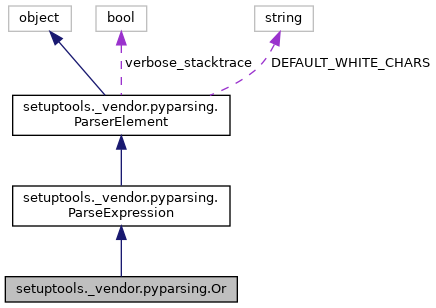 object
bool
string
verbose_stacktrace
DEFAULT_WHITE_CHARS
setuptools._vendor.pyparsing.
ParserElement
setuptools._vendor.pyparsing.
ParseExpression
setuptools._vendor.pyparsing.Or